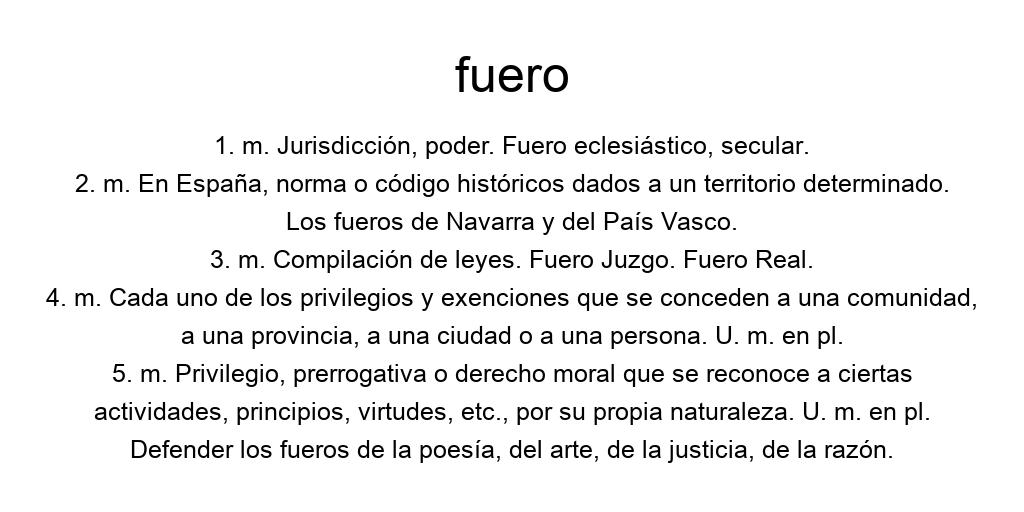 fuero
1. m. Jurisdicción, poder. Fuero eclesiástico, secular.
2. m. En España, norma o código históricos dados a un territorio determinado.
Los fueros de Navarra y del País Vasco.
3. m. Compilación de leyes. Fuero Juzgo. Fuero Real.
4. m. Cada uno de los privilegios y exenciones que se conceden a una comunidad,
a una provincia, a una ciudad o a una persona. U. m. en pl.
5. m. Privilegio, prerrogativa o derecho moral que se reconoce a ciertas
actividades, principios, virtudes, etc., por su propia naturaleza. U. m. en pl.
Defender los fueros de la poesía, del arte, de la justicia, de la razón.